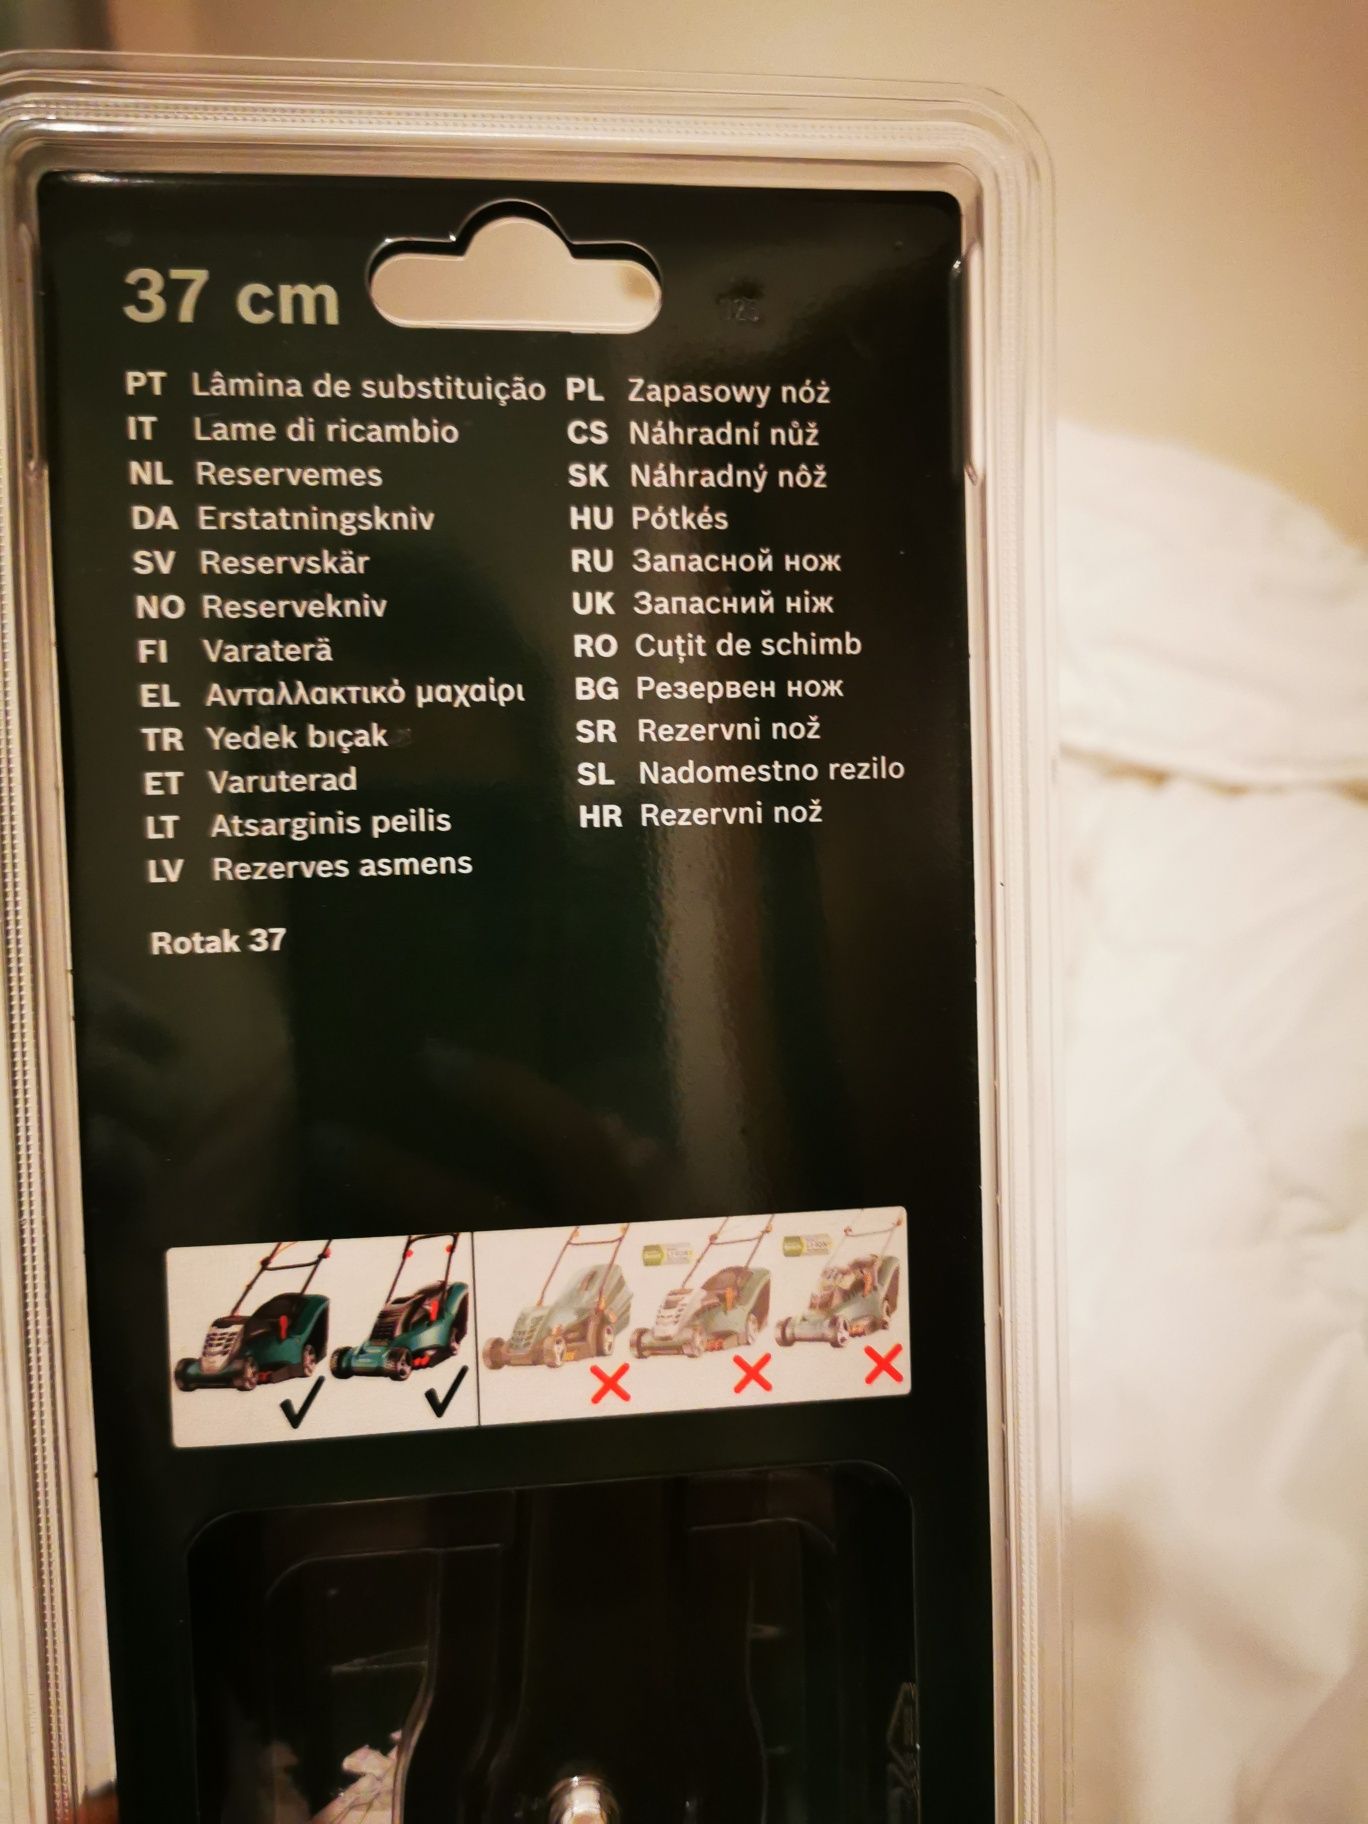 37 cm
PT Lâmina de substituição
IT Lame di ricambio
NL Reservemes
DA Erstatningskniv
SV Reservskär
NO Reservekniv
FI Varaterä
EL Ανταλλακτικὀ μαχαίρι
TR Yedek bıçak
ET Varuterad
LT Atsarginis peilis
LV Rezerves asmens
PL Zapasowy nóż
CS Náhradní nůž
SK Náhradný nôž
HU Pótkés
RU Запасной нож
UK Запасний ніж
RO Cuțit de schimb
BG Резервен нож
SR Rezervni nož
SL Nadomestno rezilo
HR Rezervni nož
Rotak 37